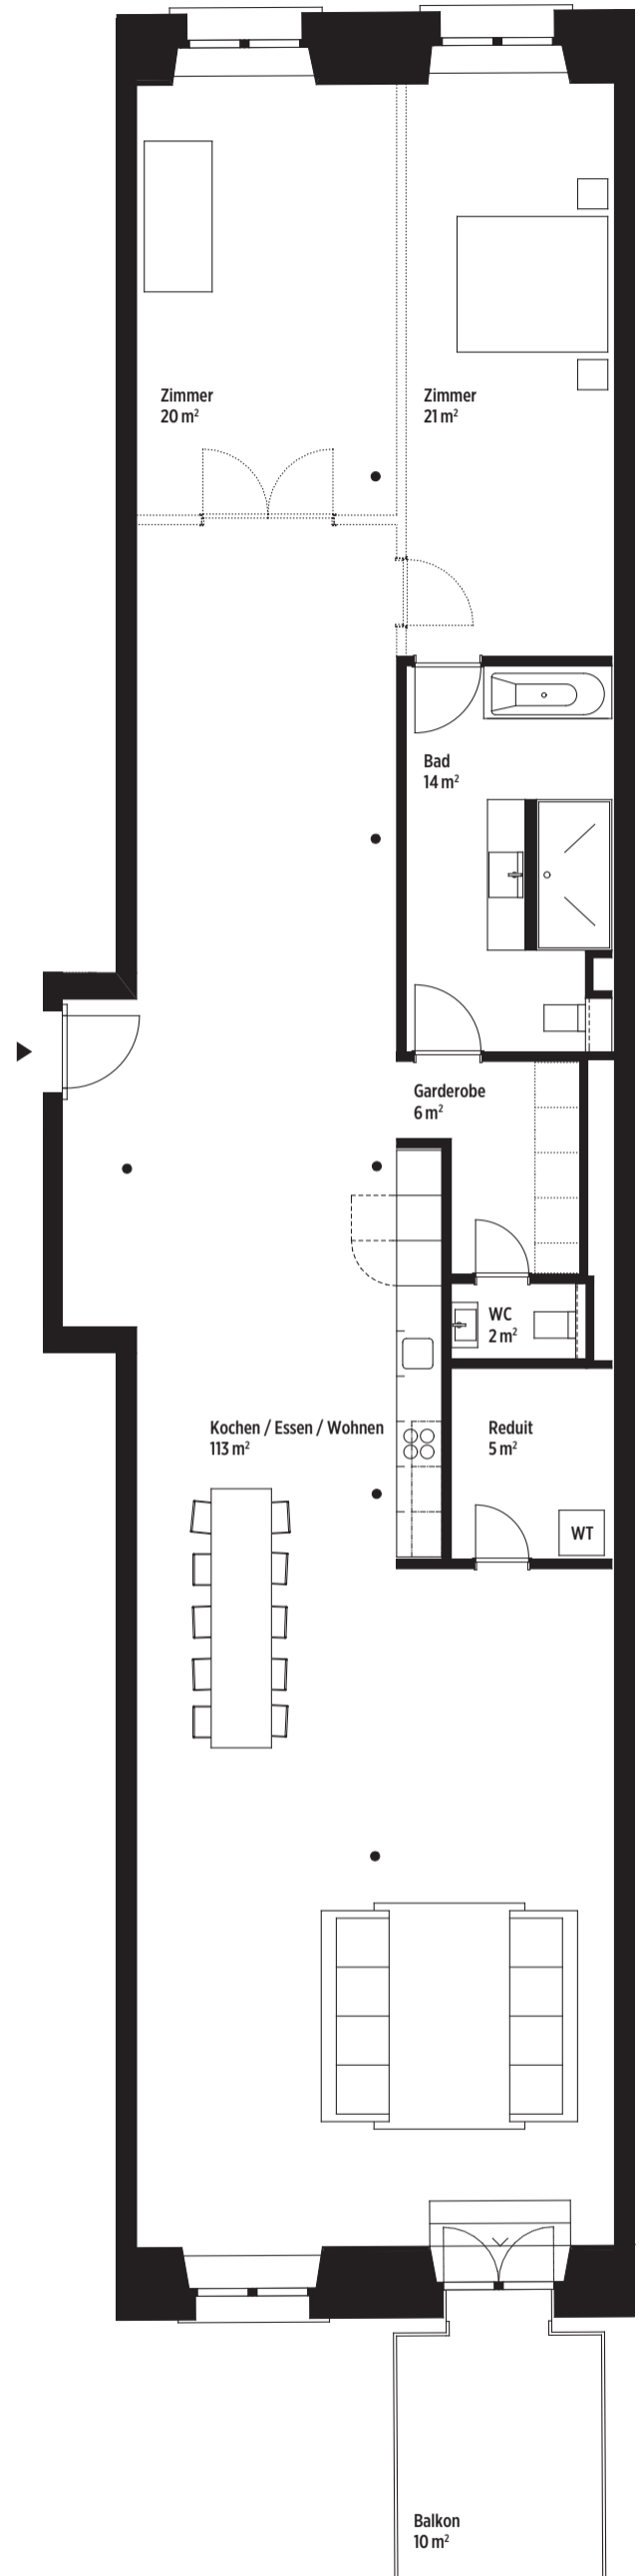 Zimmer
20 m²
Zimmer
21 m²
Bad
14 m²
Garderobe
6 m²
WC
2 m²
Kochen / Essen / Wohnen
113 m²
Reduit
5 m²
WT
Balkon
10 m²